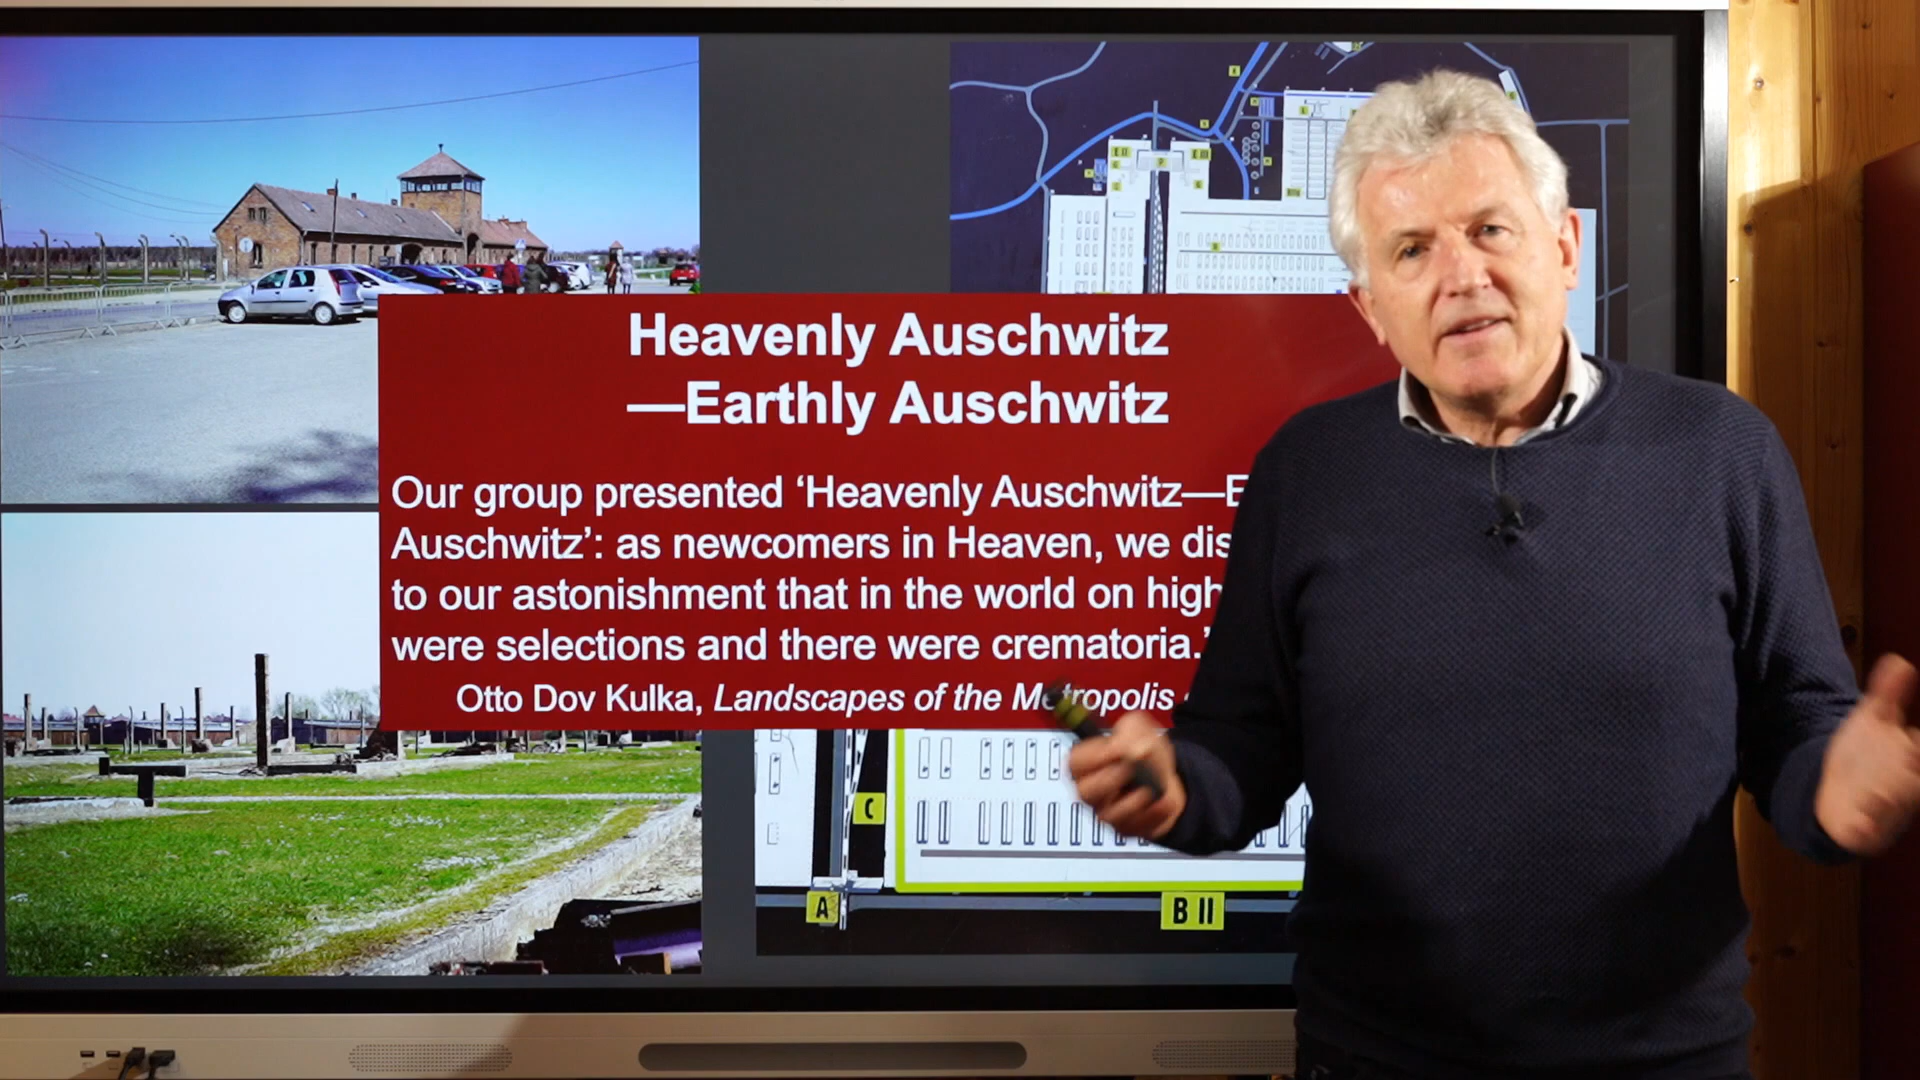 Heavenly Auschwitz
—Earthly Auschwitz
Our group presented ‘Heavenly Auschwitz—E
Auschwitz’: as newcomers in Heaven, we dis
to our astonishment that in the world on high
were selections and there were crematoria.’
Otto Dov Kulka, Landscapes of the Metropolis
C
A
B II